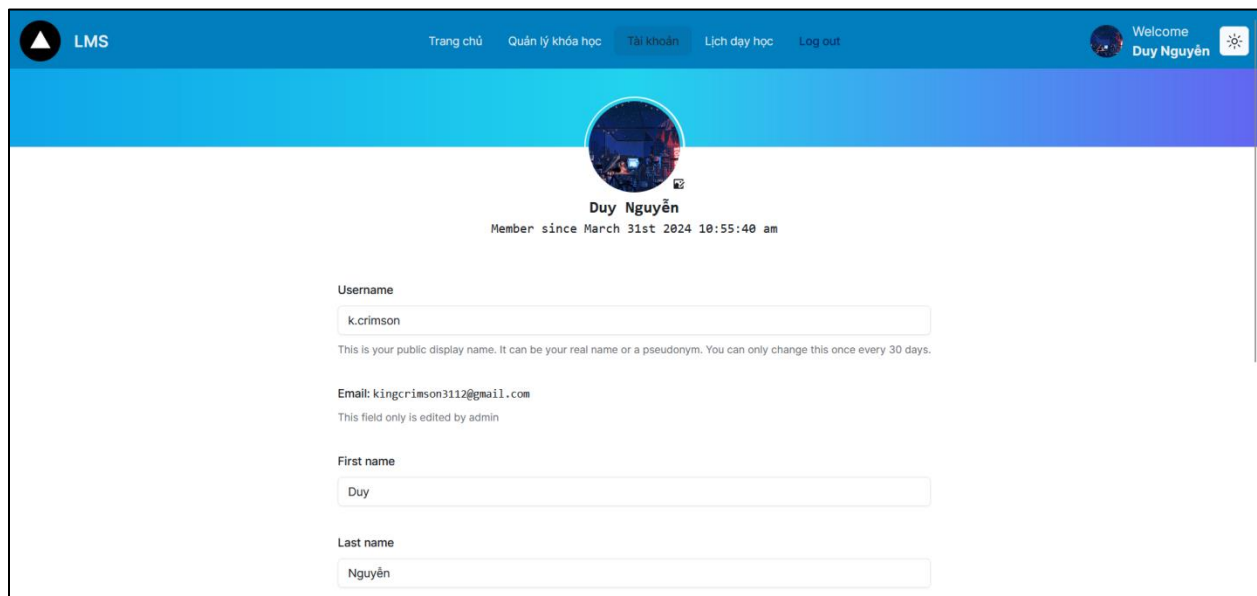 LMS
Trang chủ
Quản lý khóa học
Tài khoản
Lịch dạy học
Log out
Welcome
Duy Nguyễn
Duy Nguyễn
Member since March 31st 2024 10:55:40 am
Username
k.crimson
This is your public display name. It can be your real name or a pseudonym. You can only change this once every 30 days.
Email: kingcrimson3112@gmail.com
This field only is edited by admin
First name
Duy
Last name
Nguyễn